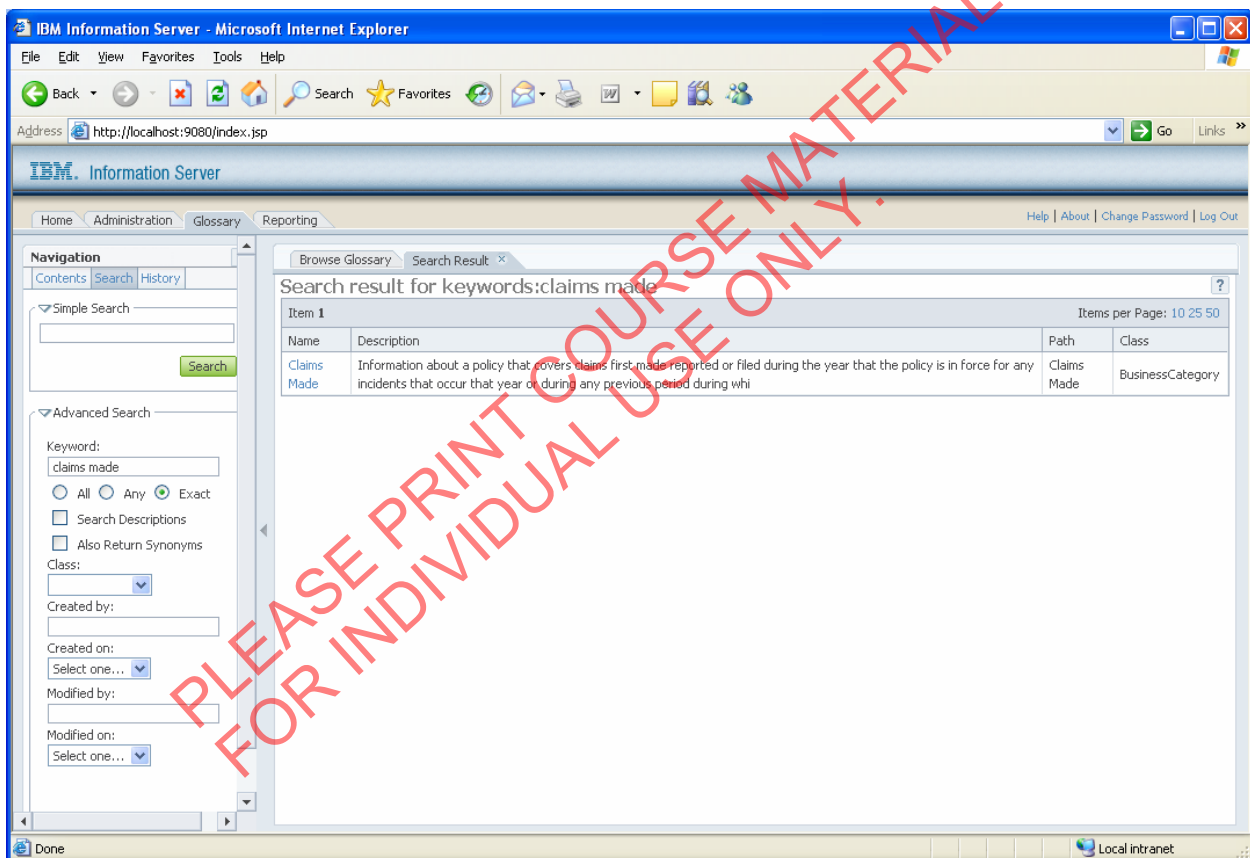 IBM Information Server - Microsoft Internet Explorer
File Edit View Favorites Tools Help
Back Search Favorites
Address http://localhost:9080/index.jsp Go Links »
IBM. Information Server
Home Administration Glossary Reporting Help | About | Change Password | Log Out
Navigation
Contents Search History
Simple Search
Search
Advanced Search
Keyword:
claims made
All Any Exact
Search Descriptions
Also Return Synonyms
Class:
Created by:
Created on:
Select one...
Modified by:
Modified on:
Select one...
Browse Glossary Search Result ×
Search result for keywords:claims made ?
Item 1 Items per Page: 10 25 50
Name Description Path Class
Claims Made
Information about a policy that covers claims first made reported or filed during the year that the policy is in force for any
incidents that occur that year or during any previous period during whi
Claims Made
BusinessCategory
PLEASE PRINT COURSE MATERIAL
FOR INDIVIDUAL USE ONLY.
Done Local intranet